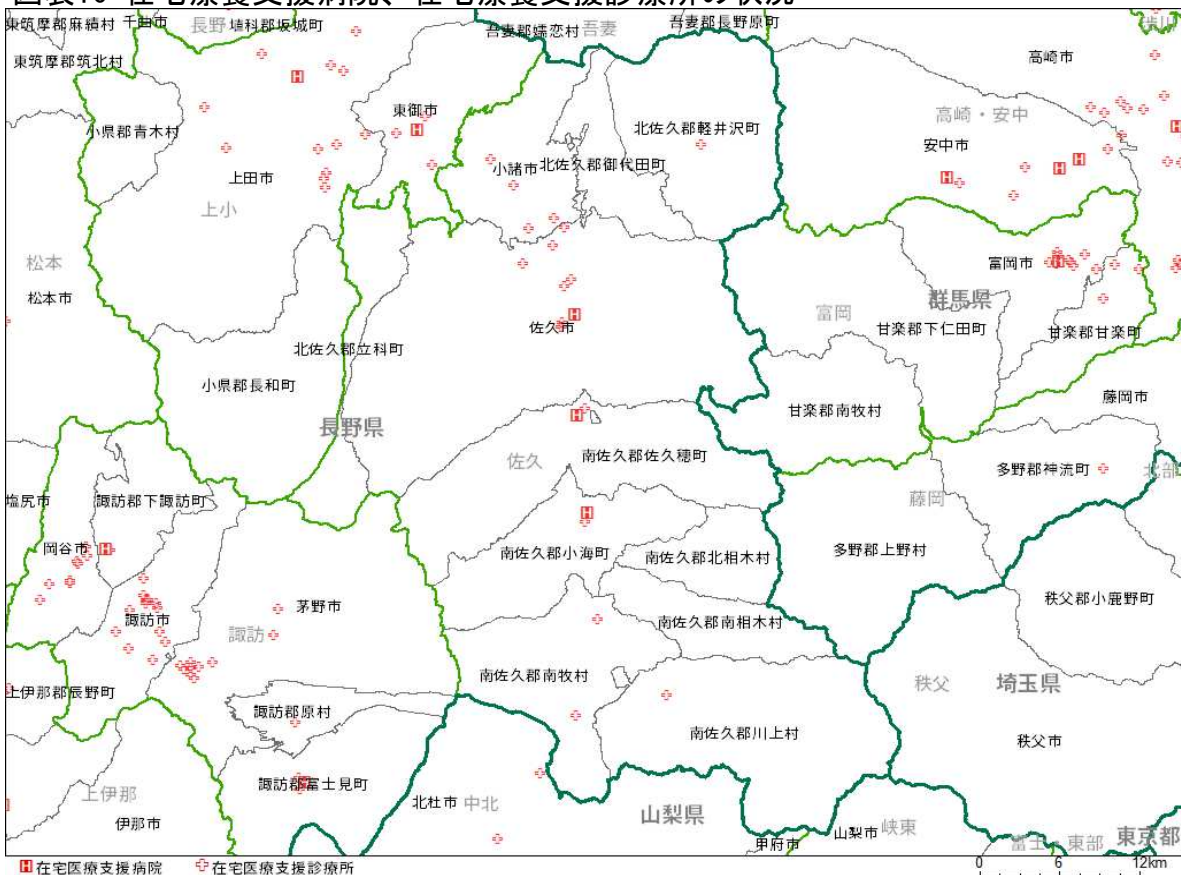 図表10 在宅療養支援病院、在宅療養支援診療所の状況
東筑摩郡麻績村 千曲市 長野 埴科郡坂城町 吾妻郡嬬恋村 吾妻 吾妻郡長野原町 渋川
東筑摩郡筑北村 高崎市
東御市 高崎・安中
小県郡青木村 北佐久郡軽井沢町 安中市
上田市 小諸市 北佐久郡御代田町
上小
松本 富岡市
松本市 群馬県
富岡
佐久市 甘楽郡下仁田町 甘楽郡甘楽町
北佐久郡立科町
小県郡長和町 藤岡市
甘楽郡南牧村
長野県
佐久 南佐久郡佐久穂町 多野郡神流町 北部
塩尻市 諏訪郡下諏訪町 藤岡
岡谷市 南佐久郡小海町 南佐久郡北相木村 多野郡上野村
茅野市 秩父郡小鹿野町
諏訪市 諏訪 南佐久郡南相木村
南佐久郡南牧村 秩父 埼玉県
上伊那郡辰野町
諏訪郡原村 南佐久郡川上村 秩父市
諏訪郡富士見町
上伊那 北杜市 中北 山梨県
伊那市 甲府市 山梨市 峡東 富士・東部 東京都
H 在宅医療支援病院 在宅医療支援診療所
0 6 12km